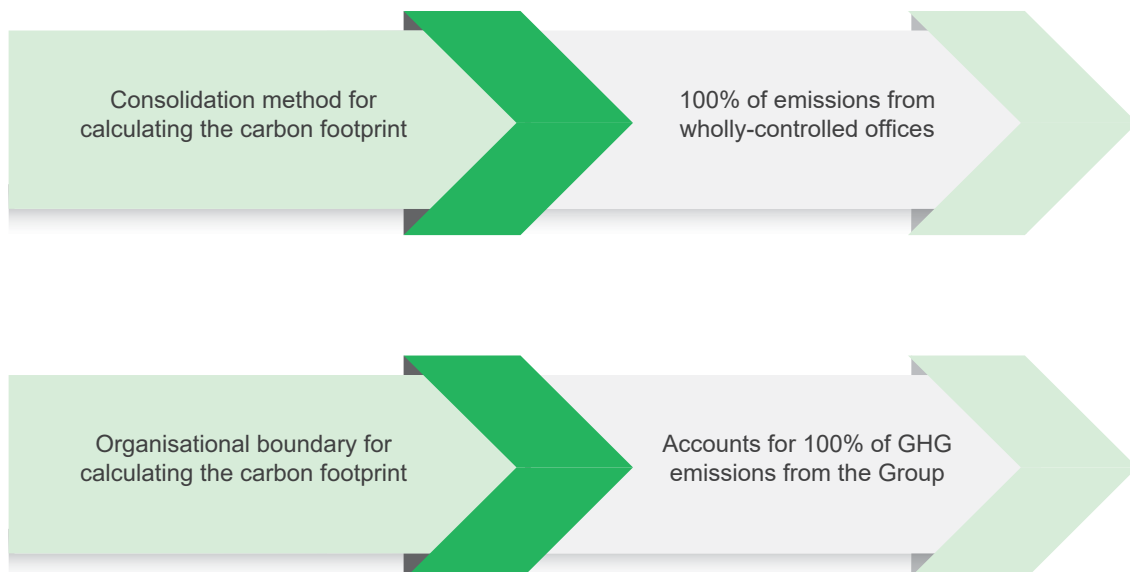 Consolidation method for
calculating the carbon footprint
100% of emissions from
wholly-controlled offices
Organisational boundary for
calculating the carbon footprint
Accounts for 100% of GHG
emissions from the Group